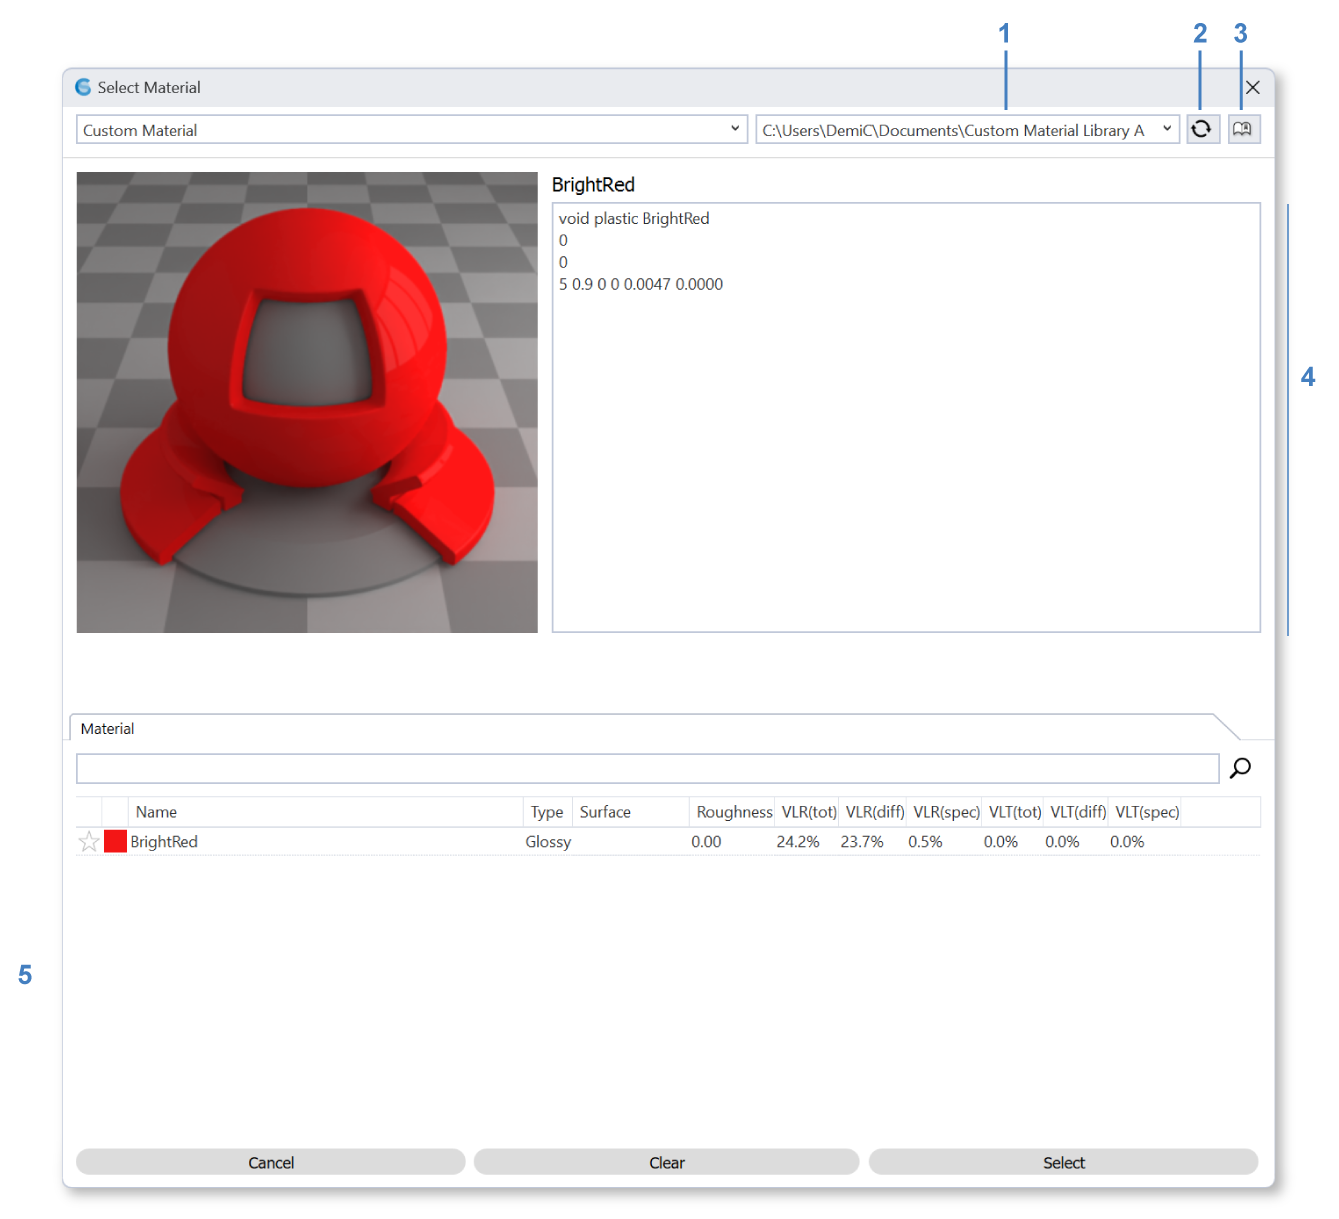 1 2 3
Select Material
Custom Material C:\Users\DemiC\Documents\Custom Material Library A
BrightRed
void plastic BrightRed
0
0
5 0.9 0 0 0.0047 0.0000
4
Material
Name Type Surface Roughness VLR(tot) VLR(diff) VLR(spec) VLT(tot) VLT(diff) VLT(spec)
BrightRed Glossy 0.00 24.2% 23.7% 0.5% 0.0% 0.0% 0.0%
5
Cancel Clear Select